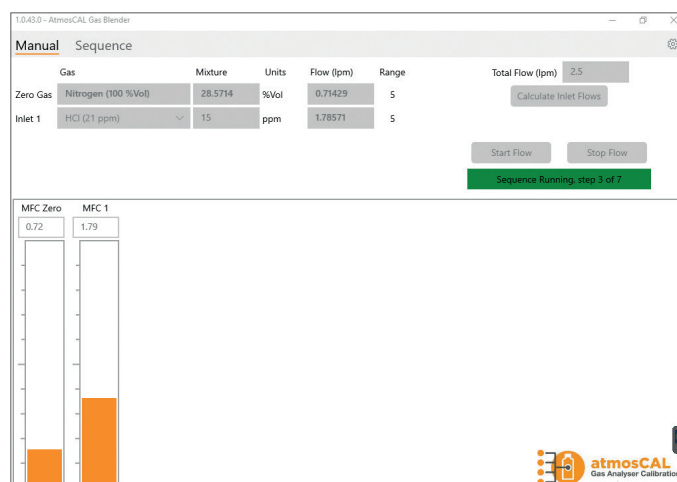 1.0.43.0 - AtmosCAL Gas Blender
Manual Sequence
Gas Mixture Units Flow (lpm) Range Total Flow (lpm) 2.5
Zero Gas Nitrogen (100 %Vol) 28.5714 %Vol 0.71429 5 Calculate Inlet Flows
Inlet 1 HCl (21 ppm) 15 ppm 1.78571 5
Start Flow Stop Flow
Sequence Running, step 3 of 7
MFC Zero MFC 1
0.72 1.79
atmosCAL
Gas Analyser Calibration